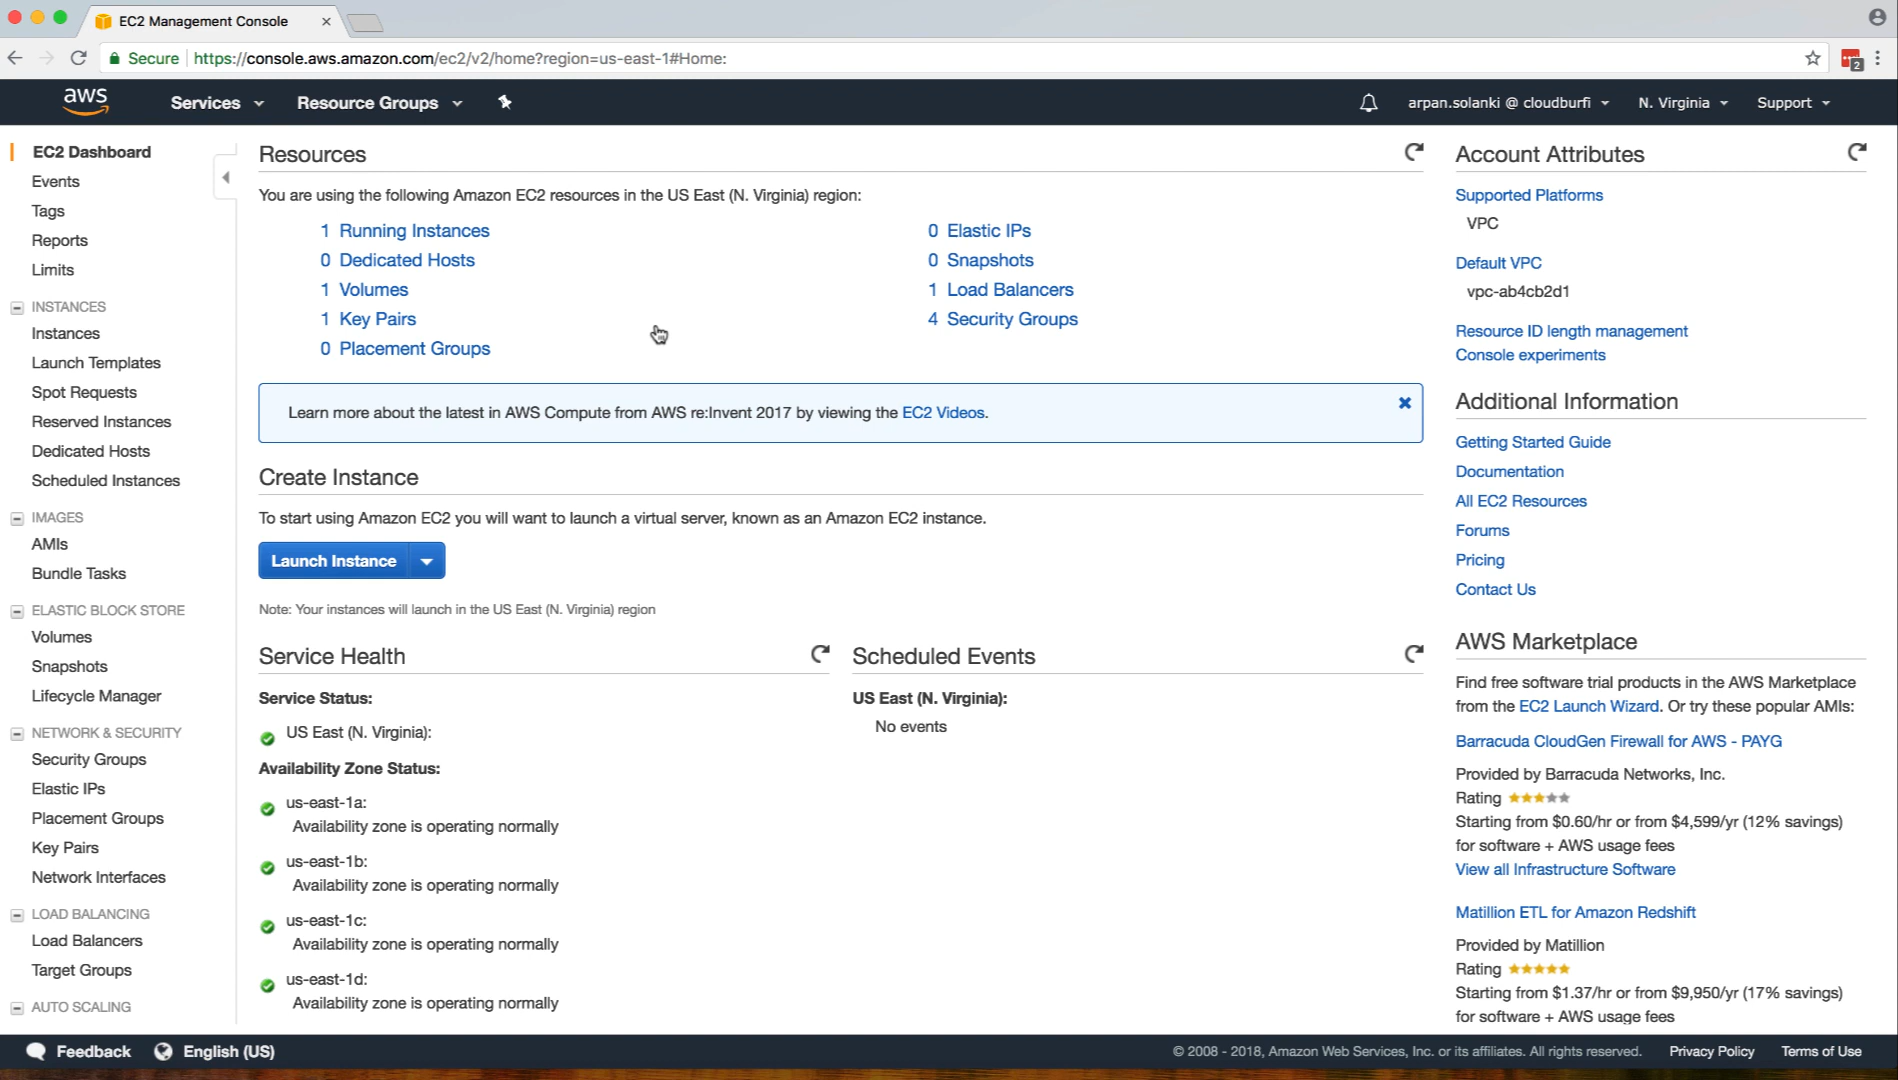 EC2 Management Console
Secure https://console.aws.amazon.com/ec2/v2/home?region=us-east-1#Home:
2
aws Services Resource Groups arpan.solanki @ cloudburfi N. Virginia Support
EC2 Dashboard
Events
Tags
Reports
Limits
INSTANCES
Instances
Launch Templates
Spot Requests
Reserved Instances
Dedicated Hosts
Scheduled Instances
IMAGES
AMIs
Bundle Tasks
ELASTIC BLOCK STORE
Volumes
Snapshots
Lifecycle Manager
NETWORK & SECURITY
Security Groups
Elastic IPs
Placement Groups
Key Pairs
Network Interfaces
LOAD BALANCING
Load Balancers
Target Groups
AUTO SCALING
Resources
You are using the following Amazon EC2 resources in the US East (N. Virginia) region:
1 Running Instances
0 Dedicated Hosts
1 Volumes
1 Key Pairs
0 Placement Groups
0 Elastic IPs
0 Snapshots
1 Load Balancers
4 Security Groups
Learn more about the latest in AWS Compute from AWS re:Invent 2017 by viewing the EC2 Videos.
Create Instance
To start using Amazon EC2 you will want to launch a virtual server, known as an Amazon EC2 instance.
Launch Instance
Note: Your instances will launch in the US East (N. Virginia) region
Service Health
Service Status:
US East (N. Virginia):
Availability Zone Status:
us-east-1a:
Availability zone is operating normally
us-east-1b:
Availability zone is operating normally
us-east-1c:
Availability zone is operating normally
us-east-1d:
Availability zone is operating normally
Scheduled Events
US East (N. Virginia):
No events
Account Attributes
Supported Platforms
VPC
Default VPC
vpc-ab4cb2d1
Resource ID length management
Console experiments
Additional Information
Getting Started Guide
Documentation
All EC2 Resources
Forums
Pricing
Contact Us
AWS Marketplace
Find free software trial products in the AWS Marketplace
from the EC2 Launch Wizard. Or try these popular AMIs:
Barracuda CloudGen Firewall for AWS - PAYG
Provided by Barracuda Networks, Inc.
Rating
Starting from $0.60/hr or from $4,599/yr (12% savings)
for software + AWS usage fees
View all Infrastructure Software
Matillion ETL for Amazon Redshift
Provided by Matillion
Rating
Starting from $1.37/hr or from $9,950/yr (17% savings)
for software + AWS usage fees
Feedback English (US) © 2008 - 2018, Amazon Web Services, Inc. or its affiliates. All rights reserved. Privacy Policy Terms of Use